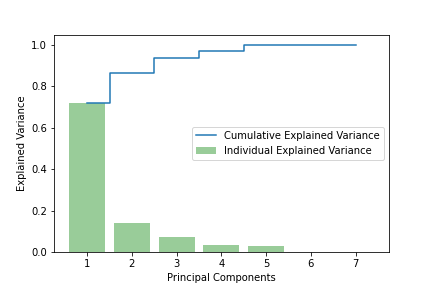 1.0
0.8
0.6
0.4
0.2
0.0
Explained Variance
Cumulative Explained Variance
Individual Explained Variance
1 2 3 4 5 6 7
Principal Components